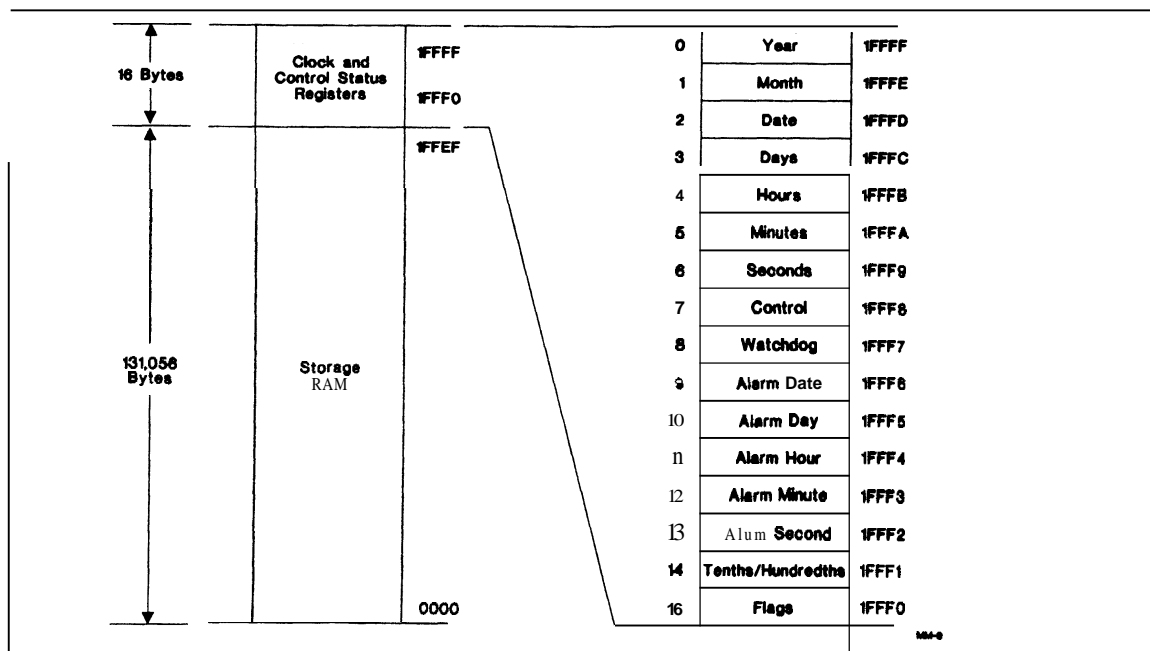 16 Bytes
Clock and
Control Status
Registers
1FFFF
1FFF0
1FFEF
131,056
Bytes
Storage
RAM
0000
0 Year 1FFFF
1 Month 1FFFE
2 Date 1FFFD
3 Days 1FFFC
4 Hours 1FFFB
5 Minutes 1FFFA
6 Seconds 1FFF9
7 Control 1FFF8
8 Watchdog 1FFF7
9 Alarm Date 1FFF6
10 Alarm Day 1FFF5
n Alarm Hour 1FFF4
12 Alarm Minute 1FFF3
13 Alum Second 1FFF2
14 Tenths/Hundredths 1FFF1
16 Flags 1FFF0
MM-9